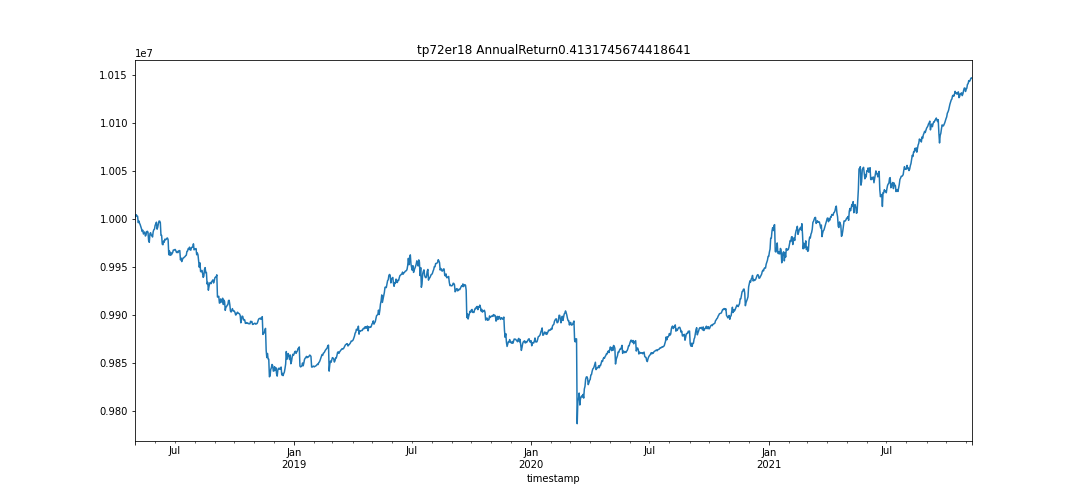 tp72er18 AnnualReturn0.4131745674418641
1e7
1.015
1.010
1.005
1.000
0.995
0.990
0.985
0.980
Jul
Jan
2019
Jul
Jan
2020
Jul
Jan
2021
Jul
timestamp